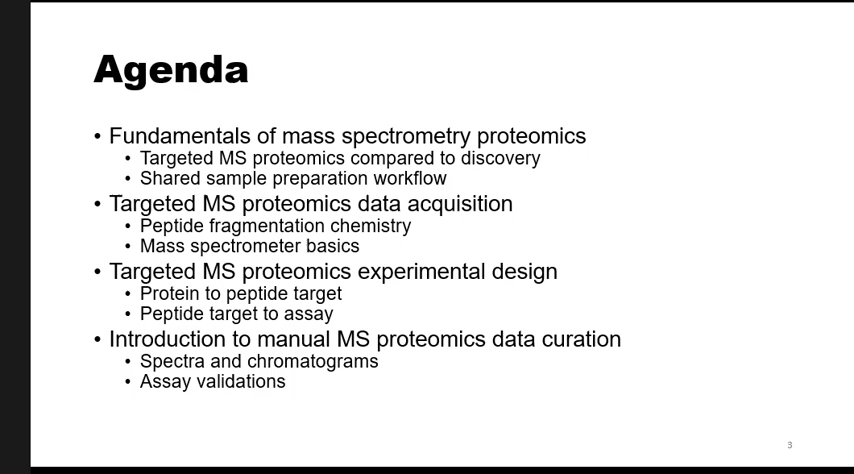 Agenda
• Fundamentals of mass spectrometry proteomics
• Targeted MS proteomics compared to discovery
• Shared sample preparation workflow
• Targeted MS proteomics data acquisition
• Peptide fragmentation chemistry
• Mass spectrometer basics
• Targeted MS proteomics experimental design
• Protein to peptide target
• Peptide target to assay
• Introduction to manual MS proteomics data curation
• Spectra and chromatograms
• Assay validations
3